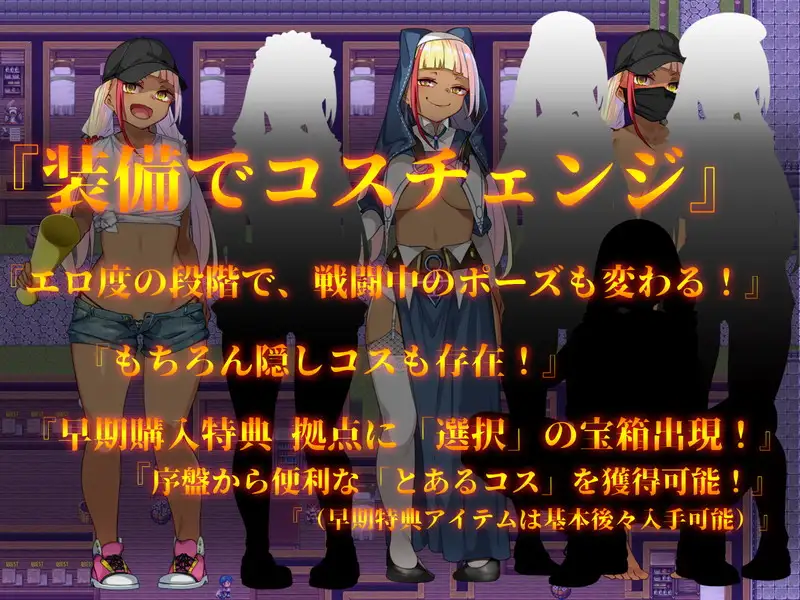 『装備でコスチェンジ』
『エロ度の段階で、戦闘中のポーズも変わる！』
『もちろん隠しコスも存在！』
『早期購入特典 拠点に「選択」の宝箱出現！』
『序盤から便利な「とあるコス」を獲得可能！』
『（早期特典アイテムは基本後々入手可能）』